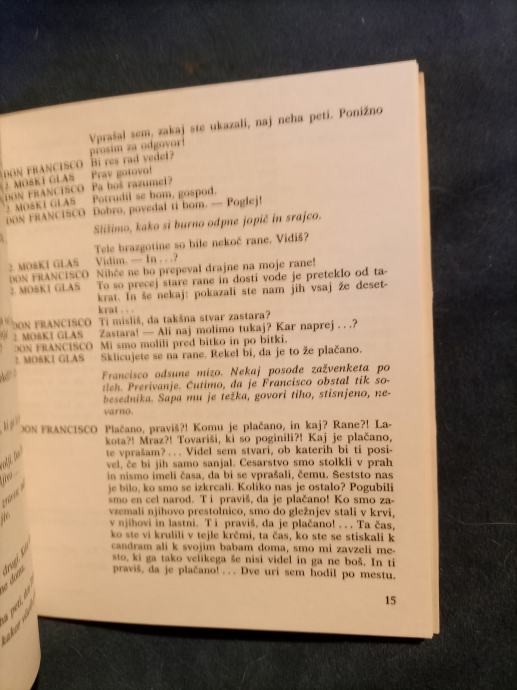 Vprašal sem, zakaj ste ukazali, naj neha peti. Ponižno
prosim za odgovor!
DON FRANCISCO Bi res rad vedel?
2. MOŠKI GLAS Prav gotovo!
DON FRANCISCO Pa boš razumel?
2. MOŠKI GLAS Potrudil se bom, gospod.
DON FRANCISCO Dobro, povedal ti bom. — Poglej!
Slišimo, kako si burno odpne jopič in srajco.
Tele brazgotine so bile nekoč rane. Vidiš?
2. MOŠKI GLAS Vidim. — In...?
DON FRANCISCO Nihče ne bo prepeval drajne na moje rane!
2. MOŠKI GLAS To so precej stare rane in dosti vode je preteklo od ta-
krat. In še nekaj: pokazali ste nam jih vsaj že deset-
krat...
DON FRANCISCO Ti misliš, da takšna stvar zastara?
2. MOŠKI GLAS Zastara! — Ali naj molimo tukaj? Kar naprej...?
DON FRANCISCO Mi smo molili pred bitko in po bitki.
2. MOŠKI GLAS Sklicujete se na rane. Rekel bi, da je to že plačano.
Francisco odsune mizo. Nekaj posode zažvenketa po
tleh. Prerivanje. Čutimo, da je Francisco obstal tik so-
besednika. Sapa mu je težka, govori tiho, stisnjeno, ne-
varno.
DON FRANCISCO Plačano, praviš?! Komu je plačano, in kaj? Rane?! La-
kota?! Mraz?! Tovariši, ki so poginili?! Kaj je plačano,
te vprašam?... Videl sem stvari, ob katerih bi ti posi-
vel, če bi jih samo sanjal. Cesarstvo smo stolkli v prah
in nismo imeli časa, da bi se vprašali, čemu. Šeststo nas
je bilo, ko smo se izkrcali. Koliko nas je ostalo? Pogubili
smo en cel narod. Ti praviš, da je plačano! Ko smo za-
vzemali njihovo prestolnico, smo do gležnjev stali v krvi,
v njihovi in lastni. Ti praviš, da je plačano!... Ta čas,
ko ste vi krulili v tejle krčmi, ta čas, ko ste se stiskali k
candram ali k svojim babam doma, smo mi zavzeli me-
sto, ki ga tako velikega še nisi videl in ga ne boš. In ti
praviš, da je plačano!... Dve uri sem hodil po mestu.
15